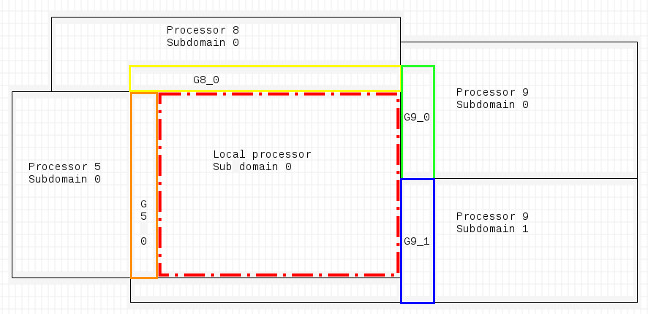 Processor 8
Subdomain 0
G8_0
Processor 9
Subdomain 0
G9_0
Local processor
Sub domain 0
Processor 5
Subdomain 0
G
5
0
Processor 9
Subdomain 1
G9_1